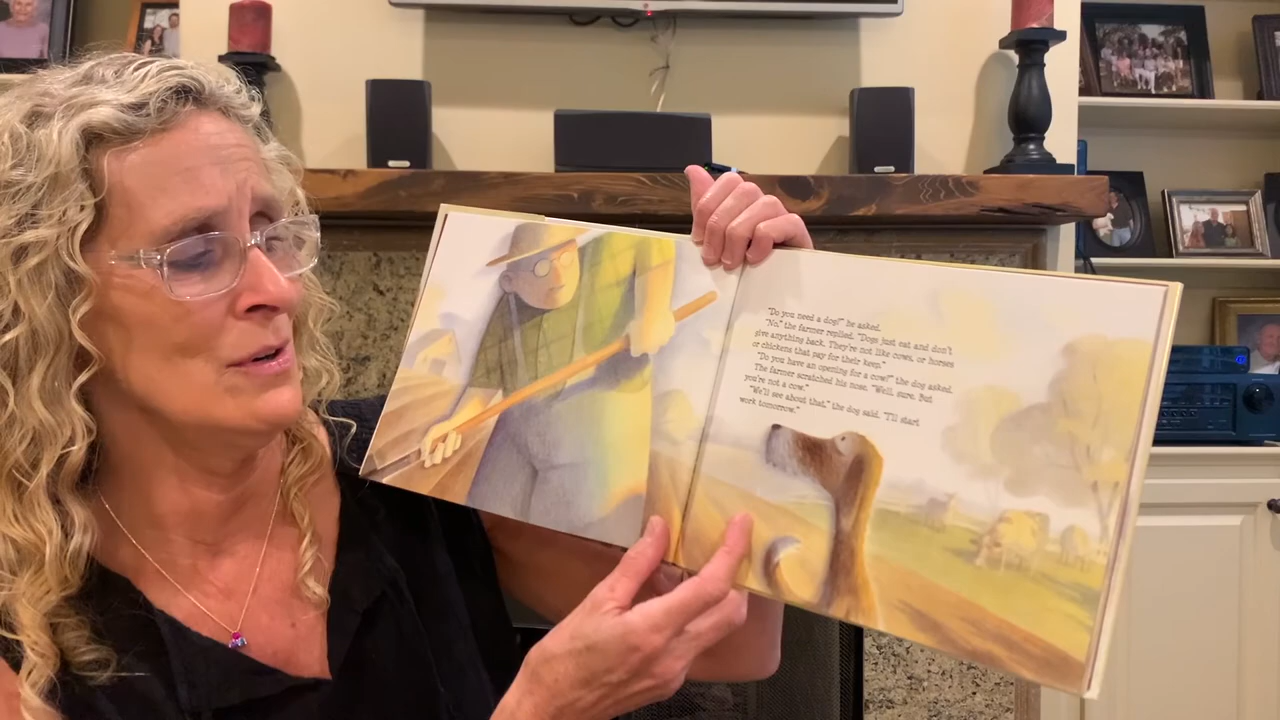 "Do you need a dog?" he asked.
"No," the farmer replied. "Dogs just eat and don't
give anything back. They're not like cows, or horses
or chickens that pay for their keep."
"Do you have an opening for a cow?" the dog asked.
The farmer scratched his nose. "Well, sure. But
you're not a cow."
"We'll see about that," the dog said. "I'll start
work tomorrow."